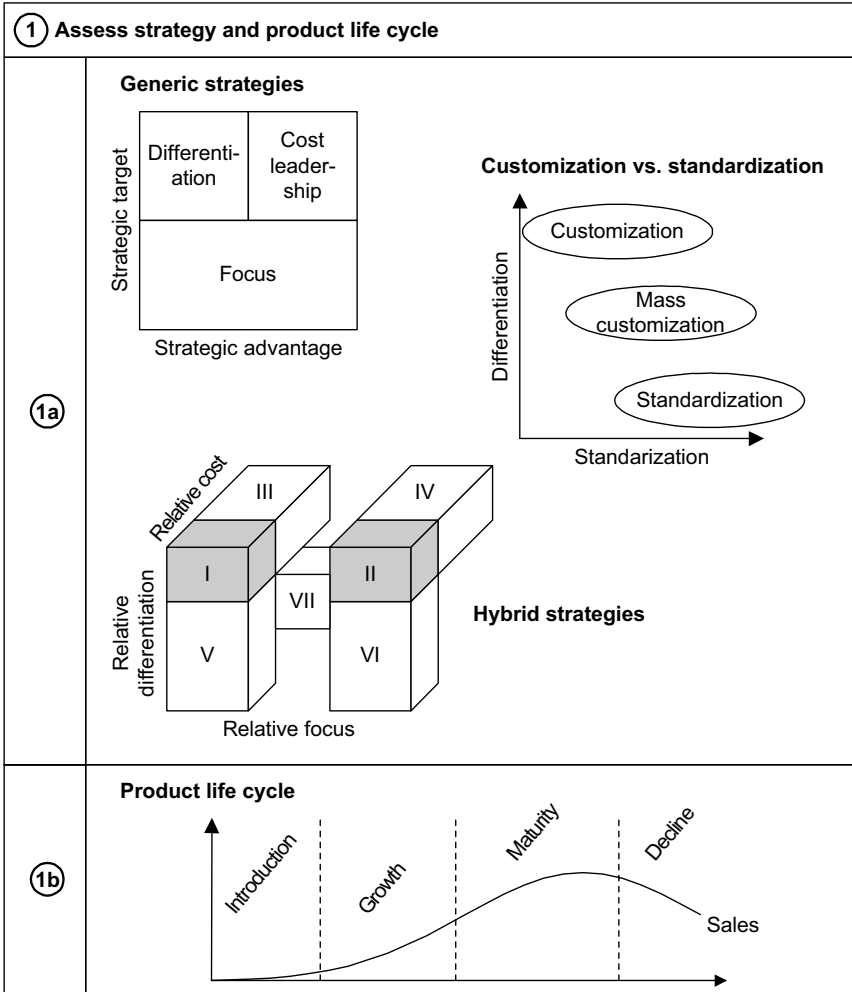 1 Assess strategy and product life cycle
1a
Generic strategies
Strategic target
Differenti-
ation
Cost
leader-
ship
Focus
Strategic advantage
Customization vs. standardization
Differentiation
Customization
Mass
customization
Standardization
Standarization
Relative cost
III
IV
I
II
VII
V
VI
Relative
differentiation
Relative focus
Hybrid strategies
1b
Product life cycle
Introduction
Growth
Maturity
Decline
Sales